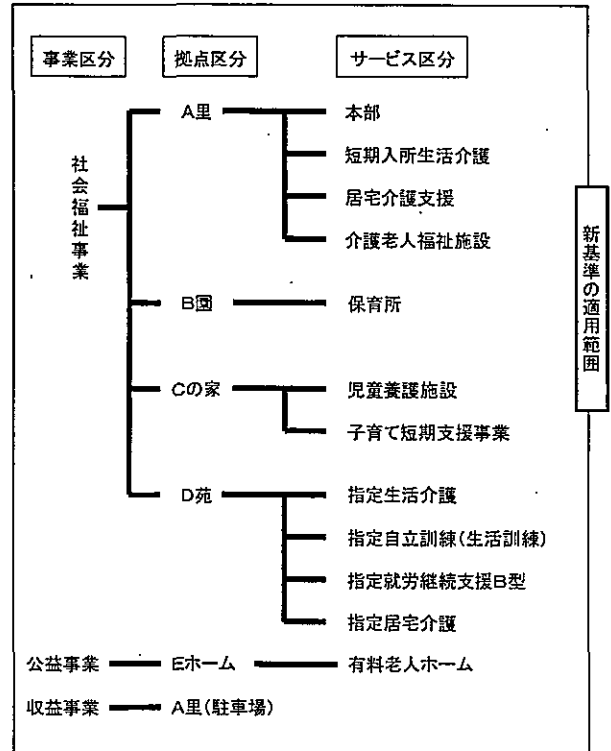 事業区分 拠点区分 サービス区分
社会福祉事業
A里 本部
短期入所生活介護
居宅介護支援
介護老人福祉施設
B園 保育所
Cの家 児童養護施設
子育て短期支援事業
D苑 指定生活介護
指定自立訓練(生活訓練)
指定就労継続支援B型
指定居宅介護
公益事業 Eホーム 有料老人ホーム
収益事業 A里(駐車場)
新基準の適用範囲